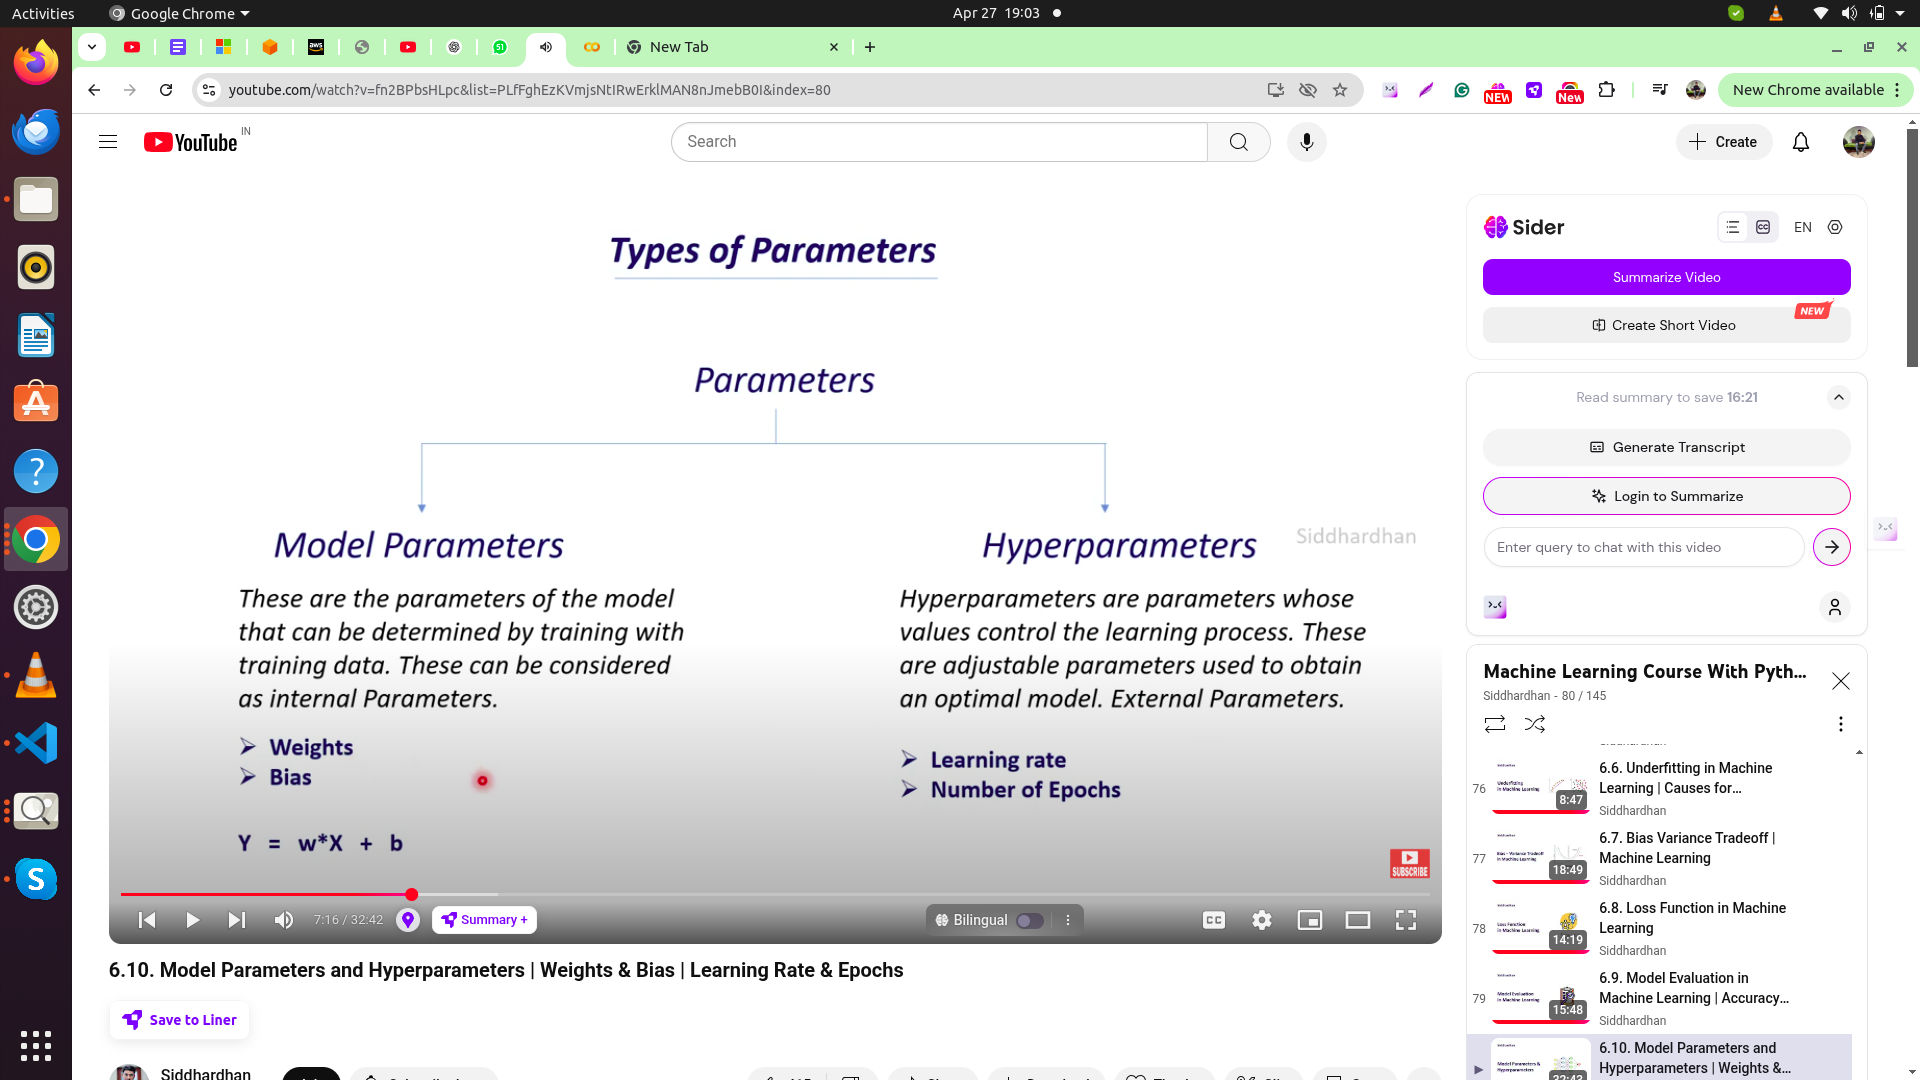 Activities
Google Chrome
Apr 27 19:03
New Tab
youtube.com/watch?v=fn2BPbsHLpc&list=PLfFghEzKVmjsNtIRwErklMAN8nJmebB0I&index=80
NEW
New
New Chrome available
YouTube
IN
Search
Create
Types of Parameters
Parameters
Model Parameters
These are the parameters of the model
that can be determined by training with
training data. These can be considered
as internal Parameters.
Weights
Bias
Y = w*X + b
Hyperparameters
Siddhardhan
Hyperparameters are parameters whose
values control the learning process. These
are adjustable parameters used to obtain
an optimal model. External Parameters.
Learning rate
Number of Epochs
SUBSCRIBE
7:16 / 32:42
Summary +
Bilingual
CC
6.10. Model Parameters and Hyperparameters | Weights & Bias | Learning Rate & Epochs
Save to Liner
Siddhardhan
Sider
EN
Summarize Video
NEW
Create Short Video
Read summary to save 16:21
Generate Transcript
Login to Summarize
Enter query to chat with this video
Machine Learning Course With Pyth...
Siddhardhan - 80 / 145
76
8:47
6.6. Underfitting in Machine
Learning | Causes for...
Siddhardhan
77
18:49
6.7. Bias Variance Tradeoff |
Machine Learning
Siddhardhan
78
14:19
6.8. Loss Function in Machine
Learning
Siddhardhan
79
15:48
6.9. Model Evaluation in
Machine Learning | Accuracy...
Siddhardhan
6.10. Model Parameters and
Hyperparameters | Weights &...